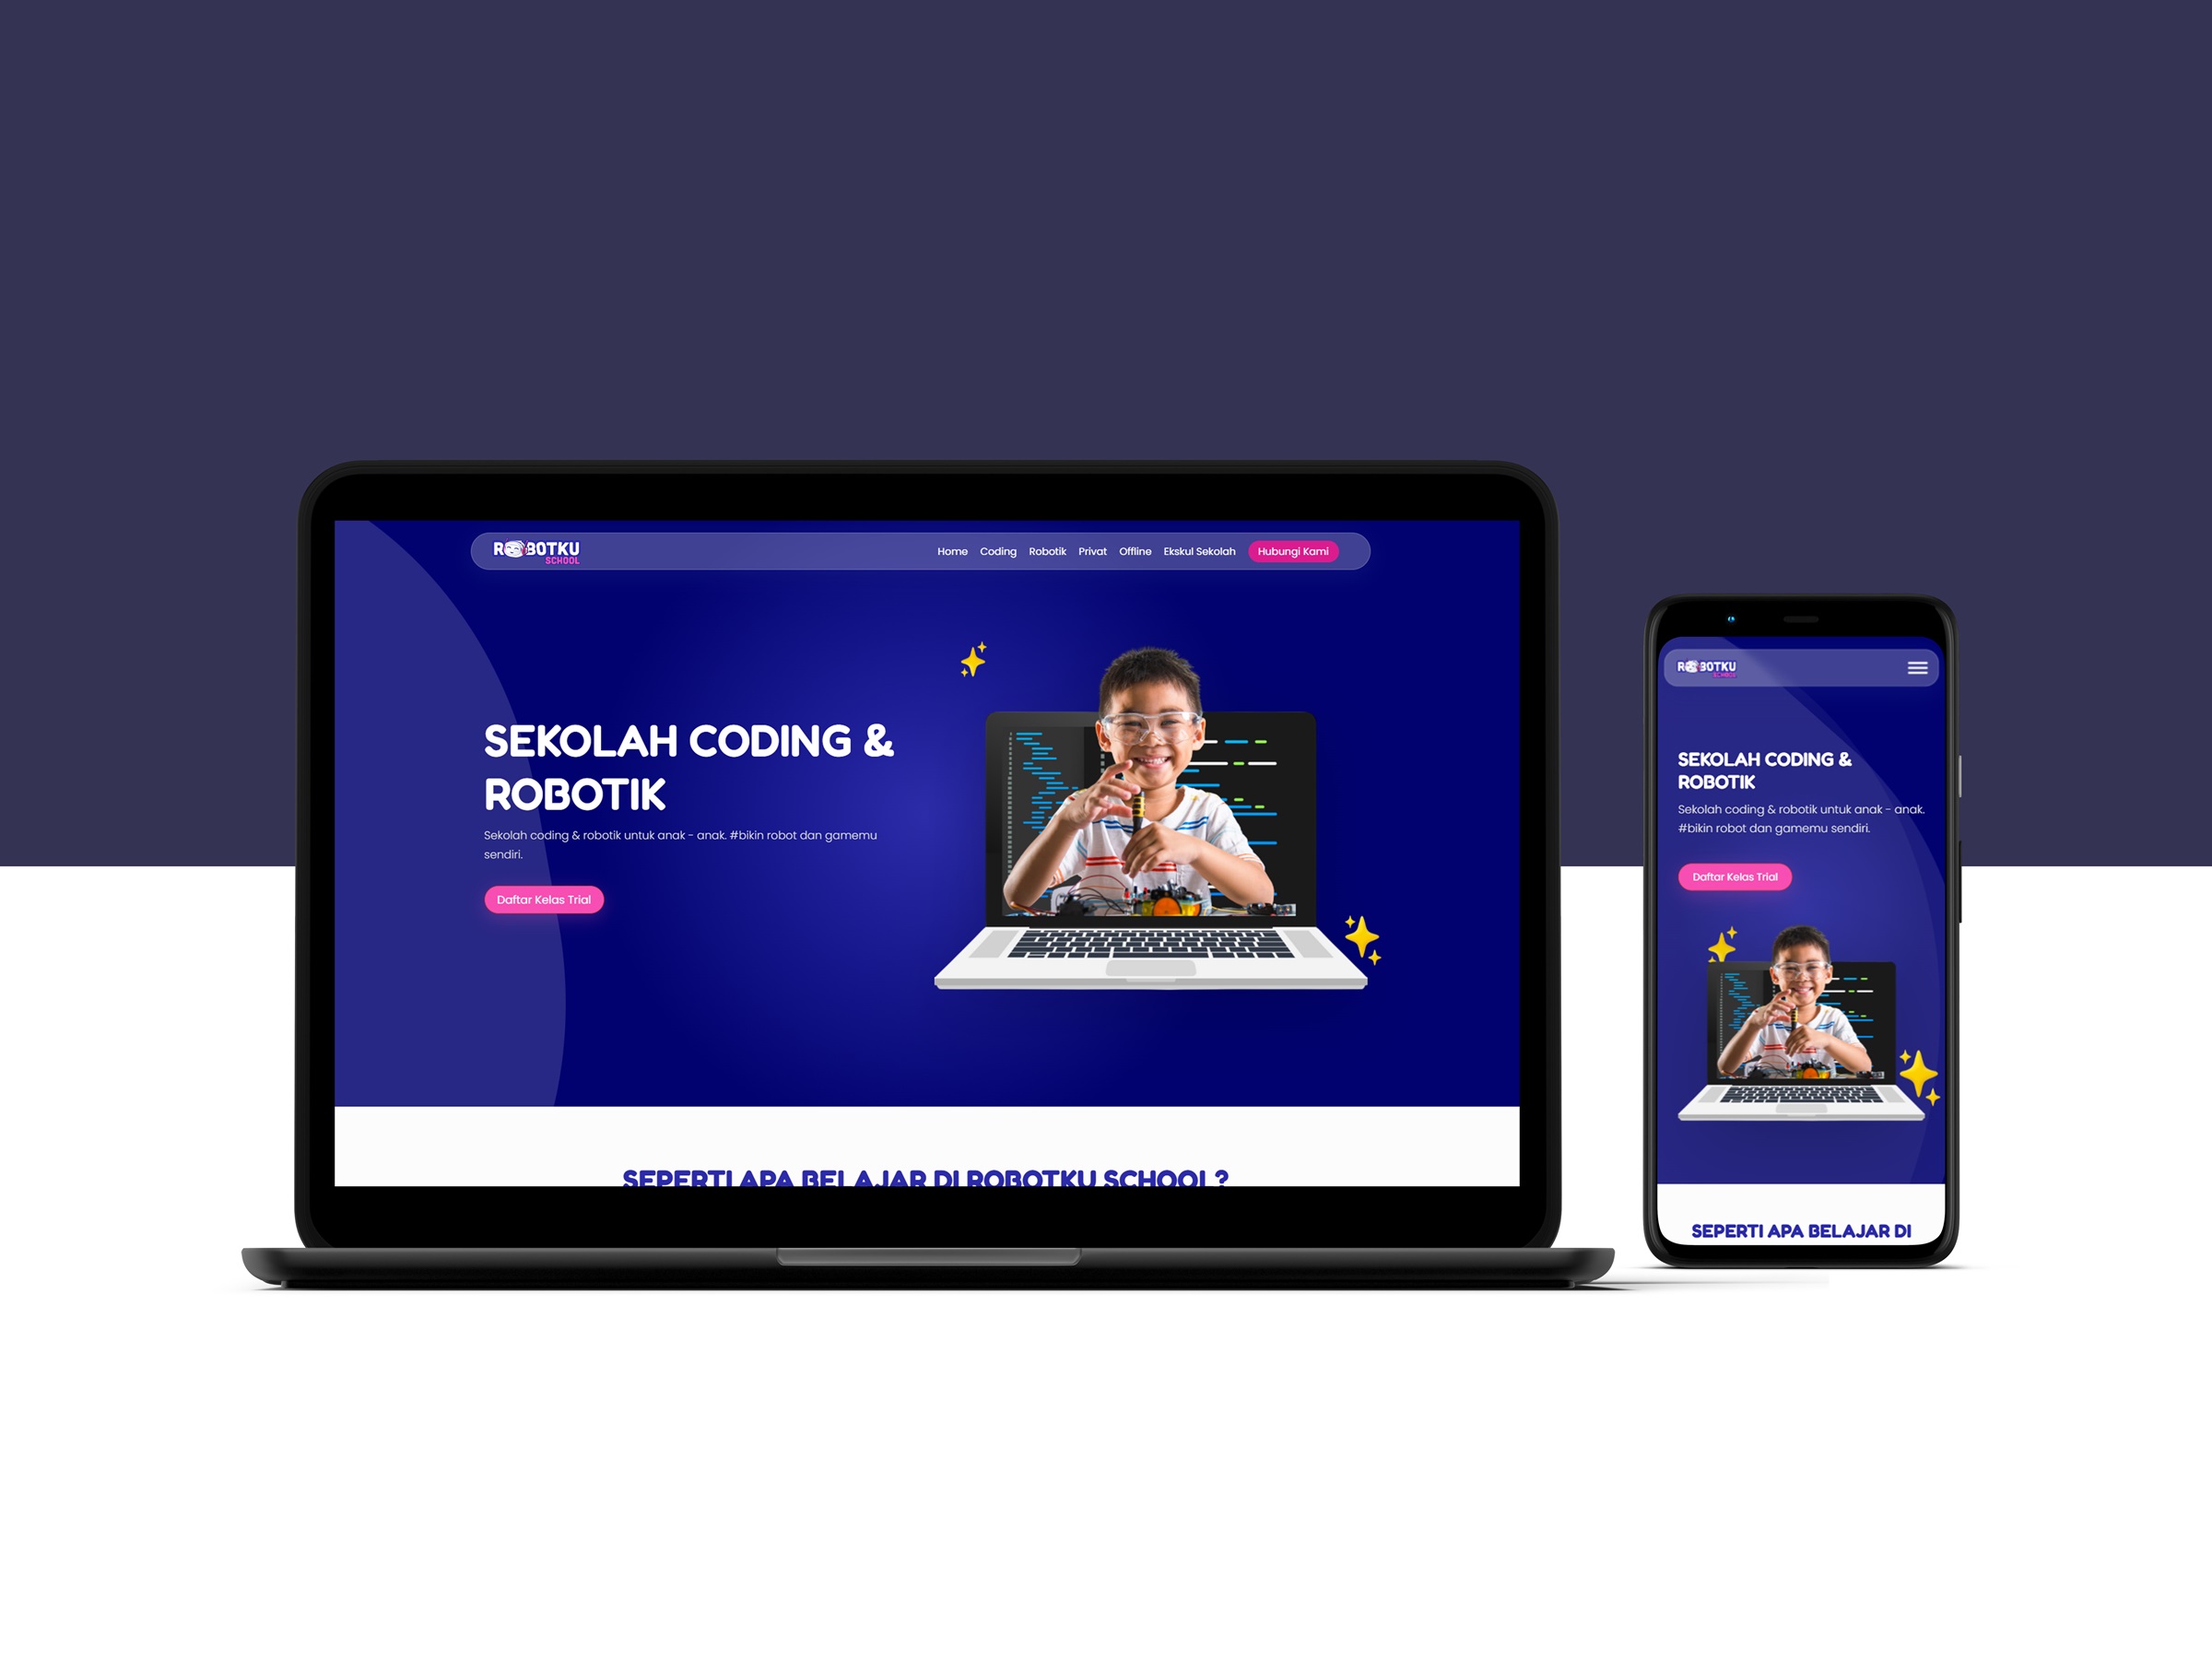 ROBOTKU
SCHOOL
Home Coding Robotik Privat Offline Ekskul Sekolah Hubungi Kami
SEKOLAH CODING &
ROBOTIK
Sekolah coding & robotik untuk anak - anak. #bikin robot dan gamemu
sendiri.
Daftar Kelas Trial
SEPERTI APA BELAJAR DI ROBOTKU SCHOOL ?
ROBOTKU
SCHOOL
SEKOLAH CODING &
ROBOTIK
Sekolah coding & robotik untuk anak - anak.
#bikin robot dan gamemu sendiri.
Daftar Kelas Trial
SEPERTI APA BELAJAR DI